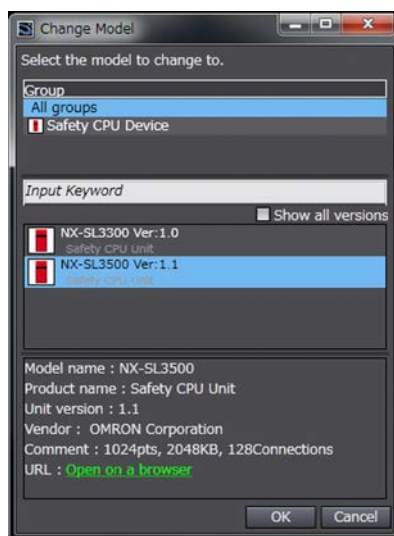 Change Model
Select the model to change to.
Group
All groups
Safety CPU Device
Input Keyword
Show all versions
NX-SL3300 Ver:1.0
Safety CPU Unit
NX-SL3500 Ver:1.1
Safety CPU Unit
Model name : NX-SL3500
Product name : Safety CPU Unit
Unit version : 1.1
Vendor : OMRON Corporation
Comment : 1024pts, 2048KB, 128Connections
URL : Open on a browser
OK Cancel